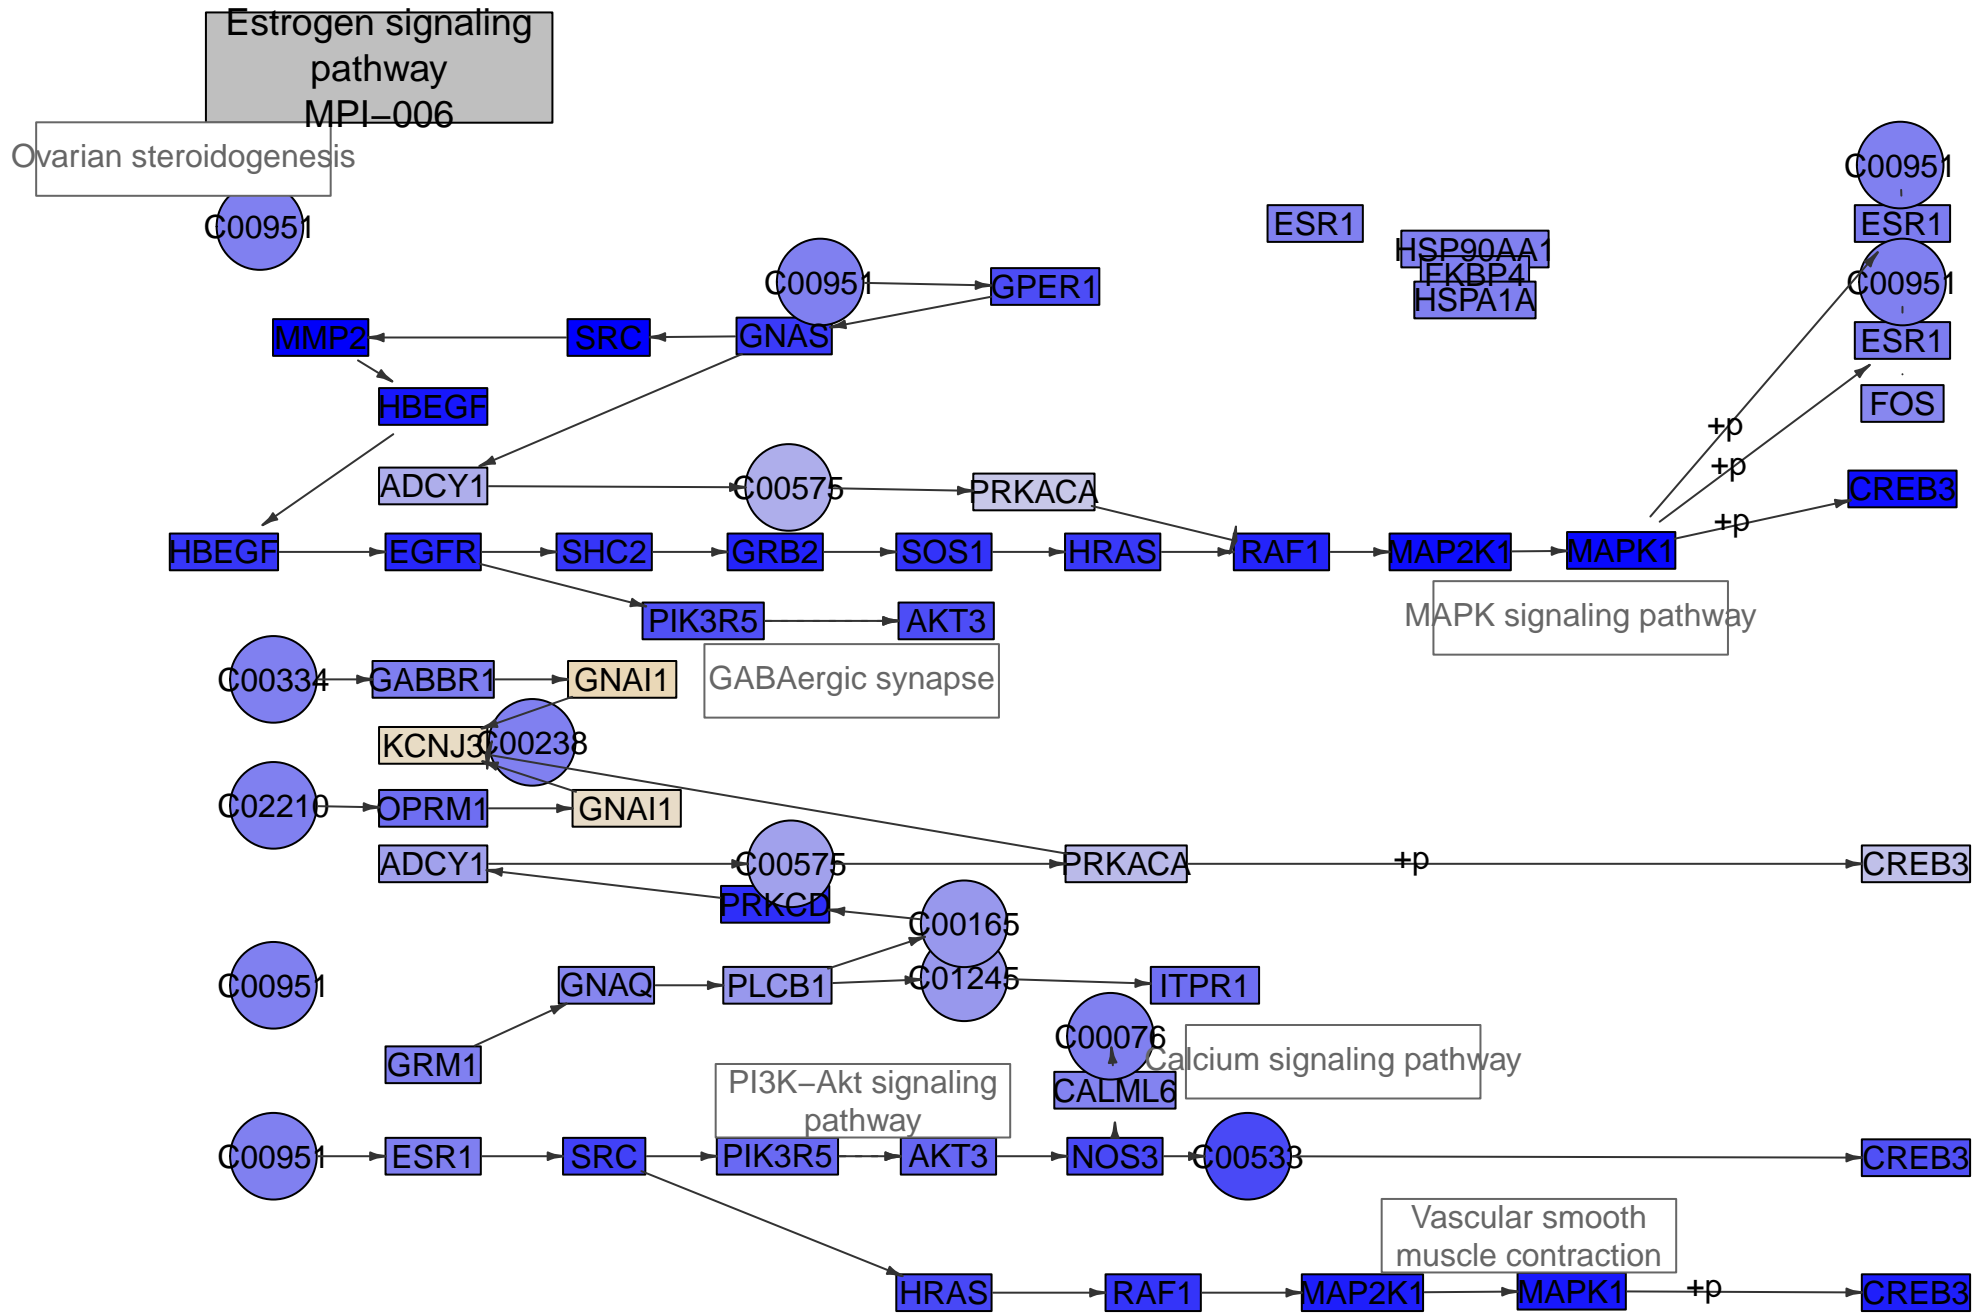 Estrogen signaling
pathway
MPI−006
Ovarian steroidogenesis
C00951
C00951
ESR1
ESR1
C00951
HSP90AA1
FKBP4
HSPA1A
C00951
GPER1
C00951
MMP2
SRC
GNAS
ESR1
HBEGF
FOS
+p
+p
ADCY1
C00575
PRKACA
CREB3
+p
HBEGF
EGFR
SHC2
GRB2
SOS1
HRAS
RAF1
MAP2K1
MAPK1
PIK3R5
AKT3
MAPK signaling pathway
C00334
GABBR1
GNAI1
GABAergic synapse
KCNJ3
C00238
C02210
OPRM1
GNAI1
ADCY1
C00575
PRKACA
+p
CREB3
PRKCD
C00165
C00951
GNAQ
PLCB1
C01245
ITPR1
C00076
GRM1
Calcium signaling pathway
PI3K−Akt signaling
pathway
CALML6
C00951
ESR1
SRC
PIK3R5
AKT3
NOS3
C00533
CREB3
Vascular smooth
muscle contraction
HRAS
RAF1
MAP2K1
MAPK1
+p
CREB3